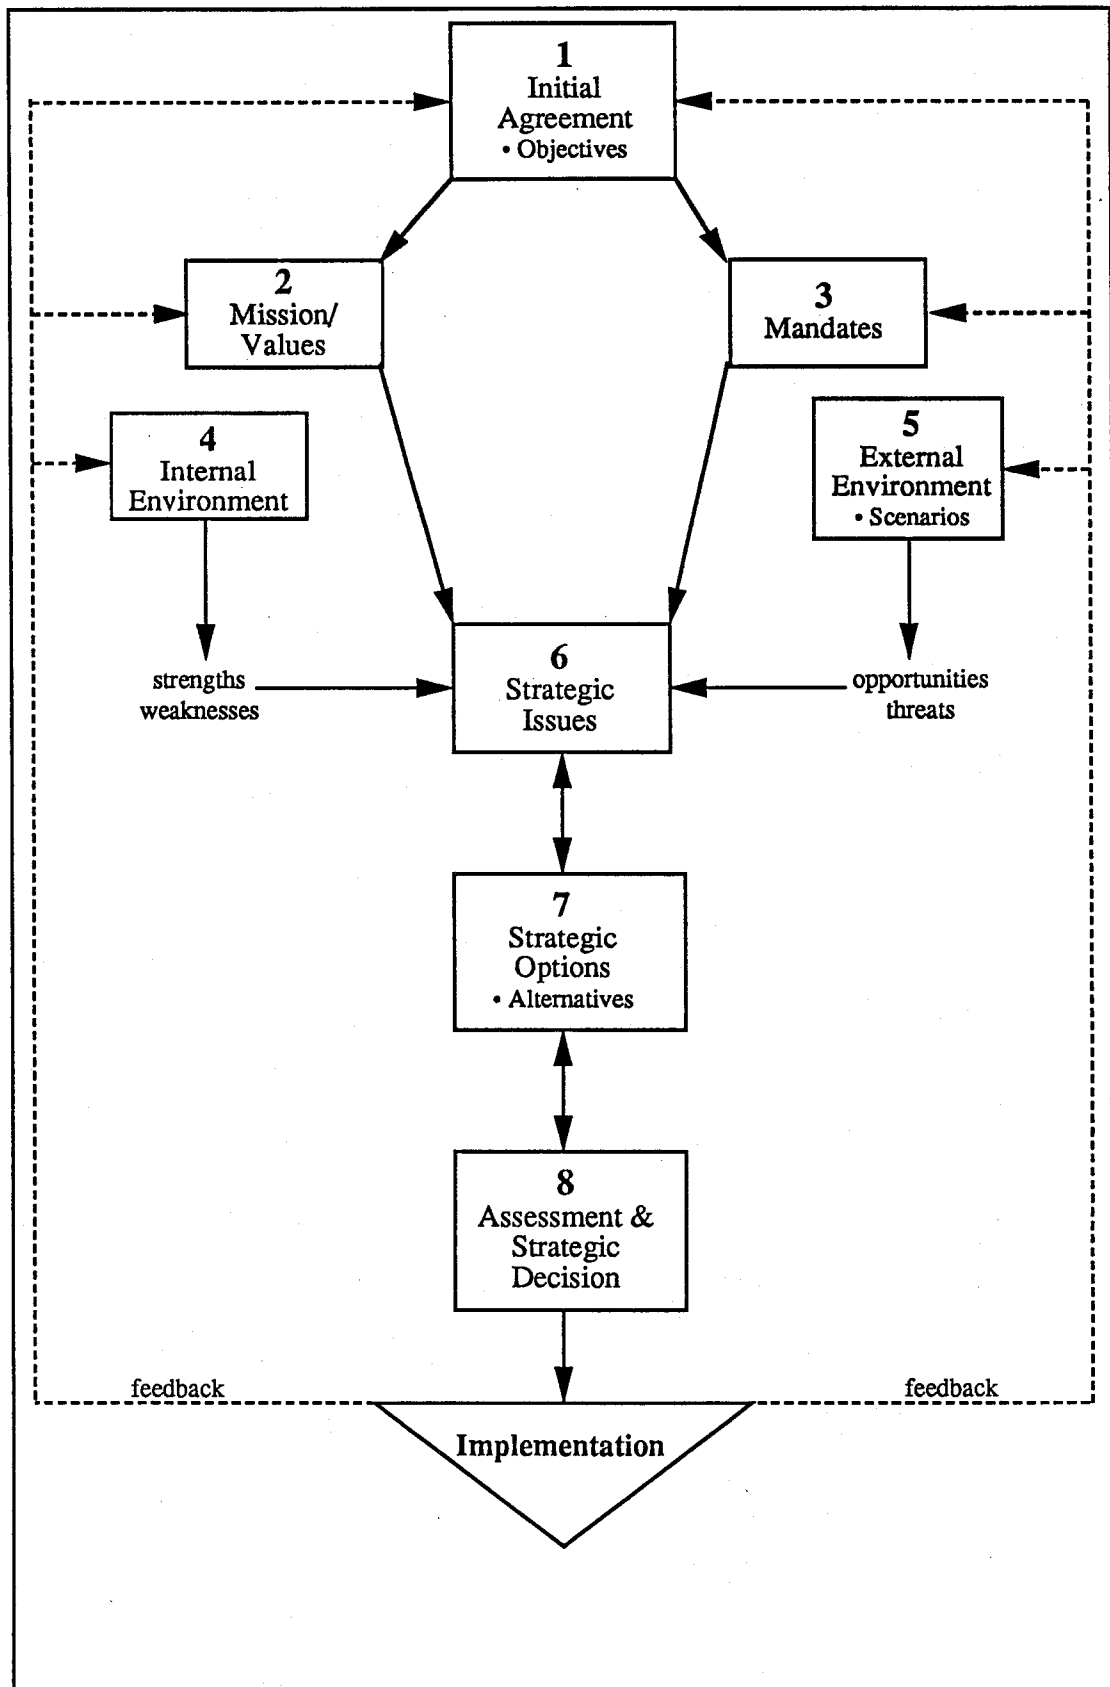 1
Initial
Agreement
• Objectives
2
Mission/
Values
3
Mandates
4
Internal
Environment
5
External
Environment
• Scenarios
strengths
weaknesses
6
Strategic
Issues
opportunities
threats
7
Strategic
Options
• Alternatives
8
Assessment &
Strategic
Decision
feedback
feedback
Implementation